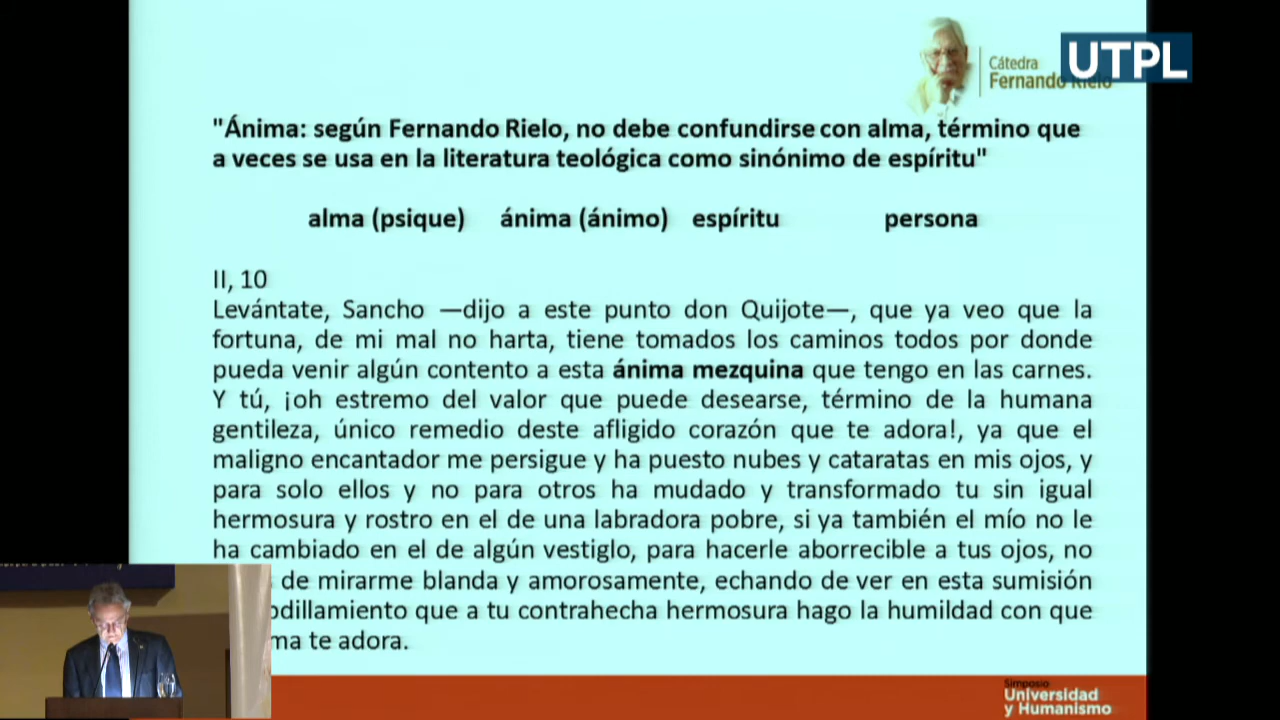 UTPL
Cátedra
Fernando Rielo
"Ánima: según Fernando Rielo, no debe confundirse con alma, término que
a veces se usa en la literatura teológica como sinónimo de espíritu"
alma (psique) ánima (ánimo) espíritu persona
II, 10
Levántate, Sancho —dijo a este punto don Quijote—, que ya veo que la
fortuna, de mi mal no harta, tiene tomados los caminos todos por donde
pueda venir algún contento a esta ánima mezquina que tengo en las carnes.
Y tú, ¡oh estremo del valor que puede desearse, término de la humana
gentileza, único remedio deste afligido corazón que te adora!, ya que el
maligno encantador me persigue y ha puesto nubes y cataratas en mis ojos, y
para solo ellos y no para otros ha mudado y transformado tu sin igual
hermosura y rostro en el de una labradora pobre, si ya también el mío no le
ha cambiado en el de algún vestiglo, para hacerle aborrecible a tus ojos, no
de mirarme blanda y amorosamente, echando de ver en esta sumisión
que a tu contrahecha hermosura hago la humildad con que
te adora.
Simposio
Universidad
y Humanismo